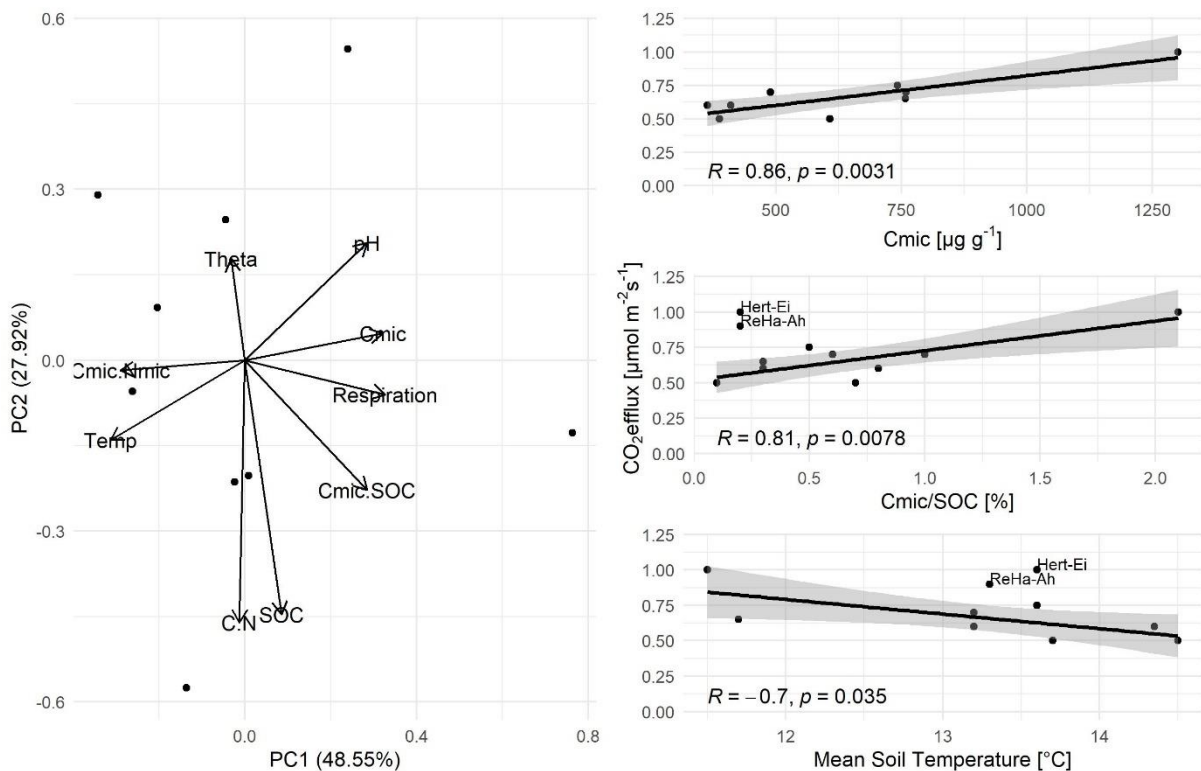 0.6
0.3
0.0
-0.3
-0.6
PC2 (27.92%)
Theta
pH
Cmic
Cmic.Nmic
Respiration
Temp
Cmic.SOC
C.N
SOC
0.0
0.4
0.8
PC1 (48.55%)
1.25
1.00
0.75
0.50
0.25
0.00
R = 0.86, p = 0.0031
500
750
1000
1250
Cmic [µg g⁻¹]
CO₂efflux [µmol m⁻²s⁻¹]
1.25
1.00
0.75
0.50
0.25
0.00
Hert-Ei
ReHa-Ah
R = 0.81, p = 0.0078
0.0
0.5
1.0
1.5
2.0
Cmic/SOC [%]
1.25
1.00
0.75
0.50
0.25
0.00
Hert-Ei
ReHa-Ah
R = −0.7, p = 0.035
12
13
14
Mean Soil Temperature [°C]